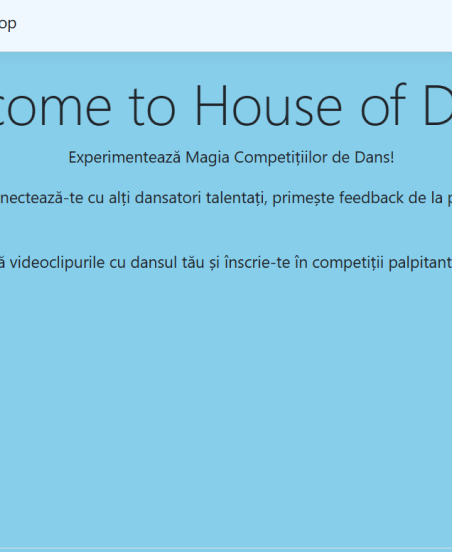 op
come to House of D
Experimentează Magia Competițiilor de Dans!
nectează-te cu alți dansatori talentați, primește feedback de la p
ă videoclipurile cu dansul tău și înscrie-te în competiții palpitant